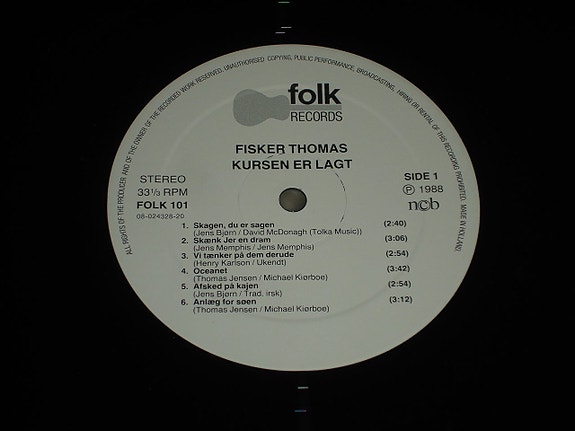 ALL RIGHTS OF THE PRODUCER AND OF THE OWNER OF THE RECORDED WORK RESERVED. UNAUTHORISED COPYING, PUBLIC PERFORMANCE, BROADCASTING, HIRING OR RENTAL OF THIS RECORDING PROHIBITED. MADE IN HOLLAND
folk
RECORDS
FISKER THOMAS
KURSEN ER LAGT
STEREO
33⅓ RPM
FOLK 101
08-024328-20
SIDE 1
Ⓟ 1988
ncb
1. Skagen, du er sagen (2:40)
(Jens Bjørn / David McDonagh (Tolka Music))
2. Skænk Jer en dram (3:06)
(Jens Memphis / Jens Memphis)
3. Vi tænker på dem derude (2:54)
(Henry Karlson / Ukendt)
4. Oceanet (3:42)
(Thomas Jensen / Michael Kiørboe)
5. Afsked på kajen (2:54)
(Jens Bjørn / Trad. irsk)
6. Anlæg for søen (3:12)
(Thomas Jensen / Michael Kiørboe)